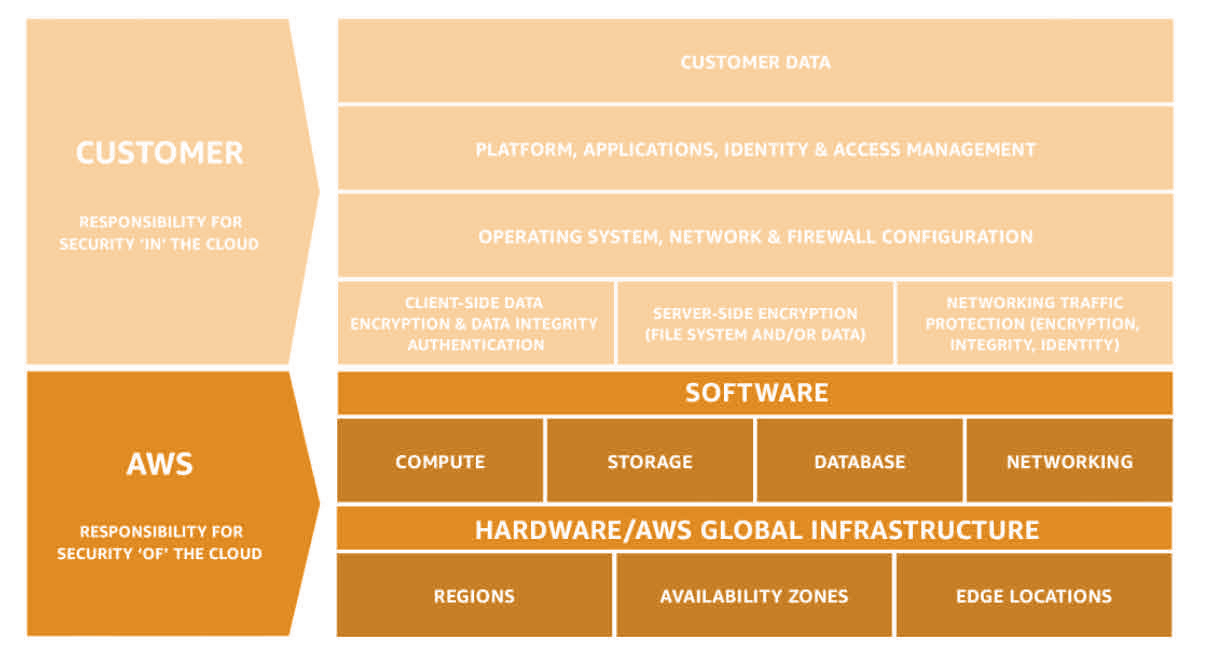 CUSTOMER
RESPONSIBILITY FOR
SECURITY ‘IN’ THE CLOUD
CUSTOMER DATA
PLATFORM, APPLICATIONS, IDENTITY & ACCESS MANAGEMENT
OPERATING SYSTEM, NETWORK & FIREWALL CONFIGURATION
CLIENT-SIDE DATA
ENCRYPTION & DATA INTEGRITY
AUTHENTICATION
SERVER-SIDE ENCRYPTION
(FILE SYSTEM AND/OR DATA)
NETWORKING TRAFFIC
PROTECTION (ENCRYPTION,
INTEGRITY, IDENTITY)
AWS
RESPONSIBILITY FOR
SECURITY ‘OF’ THE CLOUD
SOFTWARE
COMPUTE
STORAGE
DATABASE
NETWORKING
HARDWARE/AWS GLOBAL INFRASTRUCTURE
REGIONS
AVAILABILITY ZONES
EDGE LOCATIONS